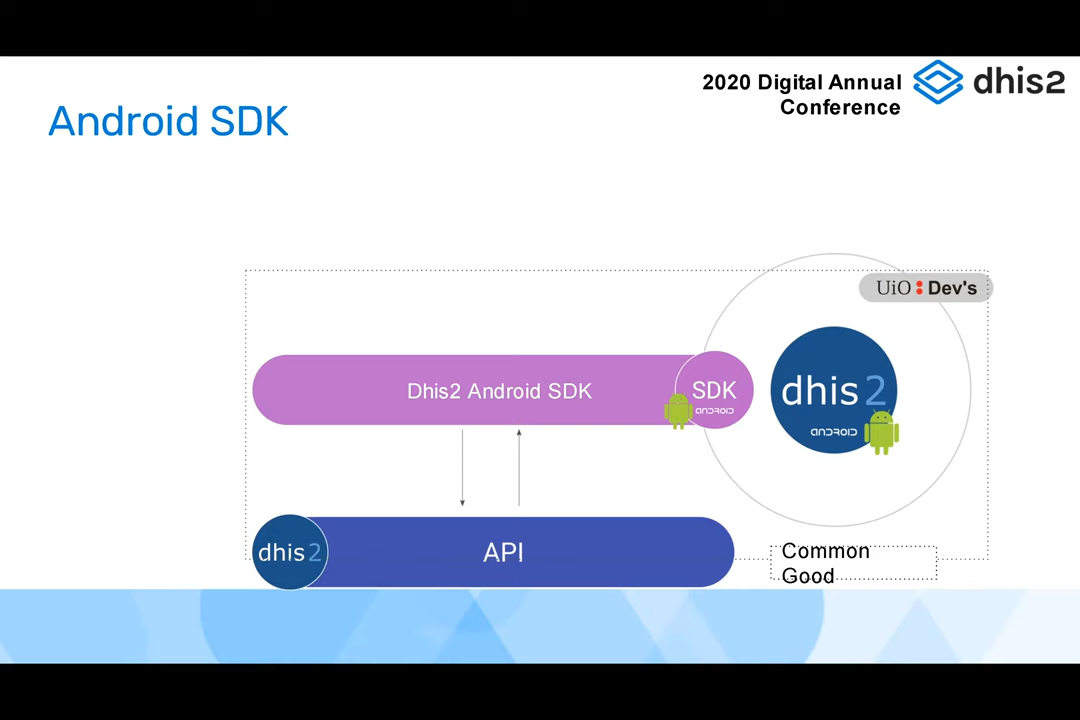 2020 Digital Annual
Conference
dhis2
Android SDK
UiO:Dev's
Dhis2 Android SDK
SDK
ANDROID
dhis2
ANDROID
dhis2
API
Common
Good